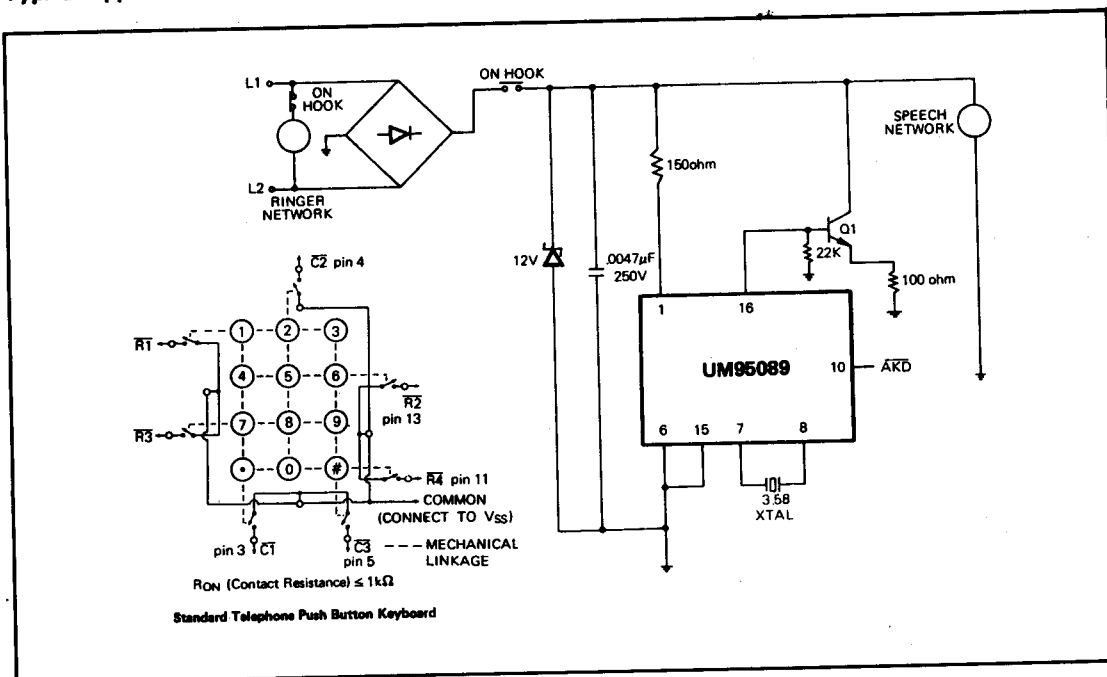 L1
ON
HOOK
ON HOOK
L2
RINGER
NETWORK
SPEECH
NETWORK
150ohm
Q1
22K
100 ohm
12V
.0047µF
250V
1
16
UM95089
10
AKD
6
15
7
8
3.58
XTAL
C2 pin 4
R1
1
2
3
4
5
6
R2
pin 13
R3
7
8
9
•
0
#
R4 pin 11
COMMON
(CONNECT TO VSS)
pin 3 C1
C3
pin 5
--- MECHANICAL
LINKAGE
RON (Contact Resistance) ≤ 1kΩ
Standard Telephone Push Button Keyboard